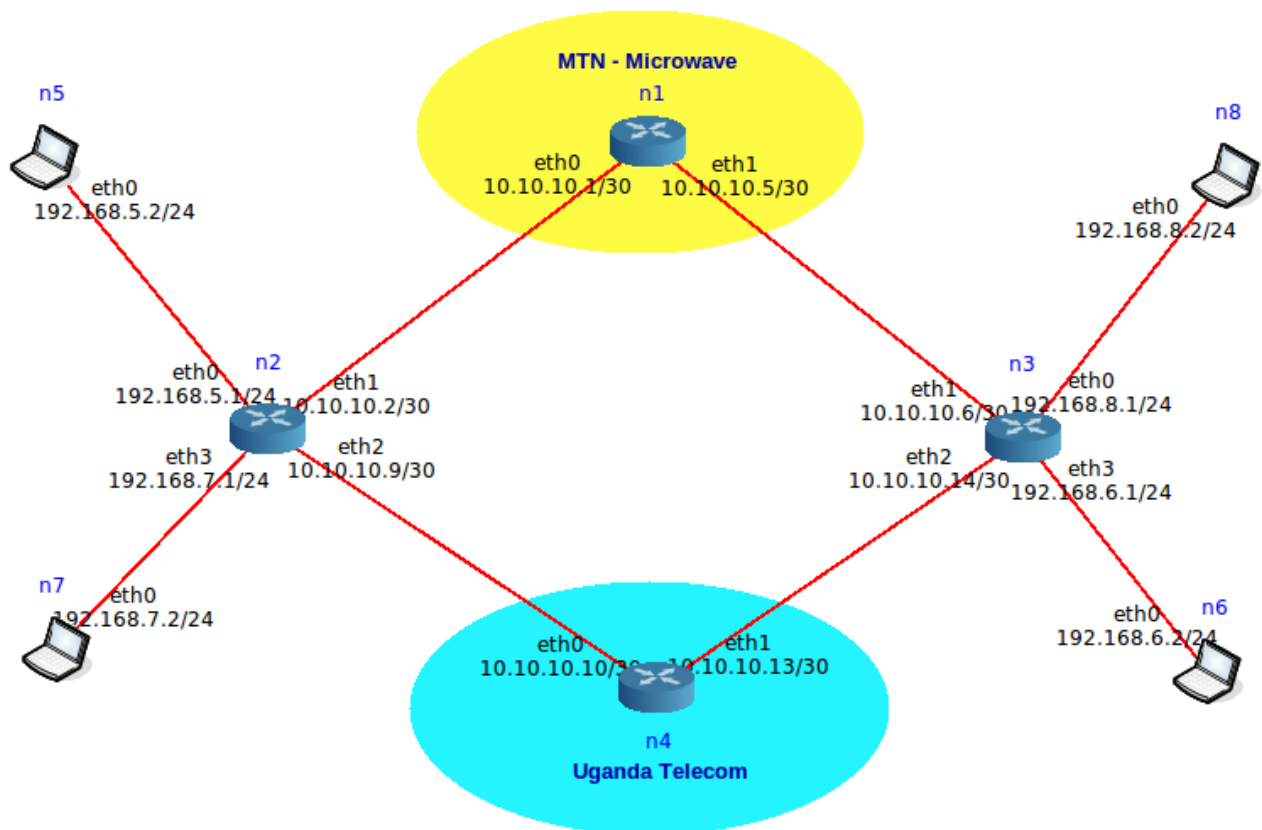 MTN - Microwave
n1
eth0
10.10.10.1/30
eth1
10.10.10.5/30
n5
eth0
192.168.5.2/24
n8
eth0
192.168.8.2/24
n2
eth0
192.168.5.1/24
eth1
10.10.10.2/30
eth3
192.168.7.1/24
eth2
10.10.10.9/30
n3
eth1
10.10.10.6/30
eth0
192.168.8.1/24
eth2
10.10.10.14/30
eth3
192.168.6.1/24
n7
eth0
192.168.7.2/24
n6
eth0
192.168.6.2/24
eth0
10.10.10.10/30
eth1
10.10.10.13/30
n4
Uganda Telecom